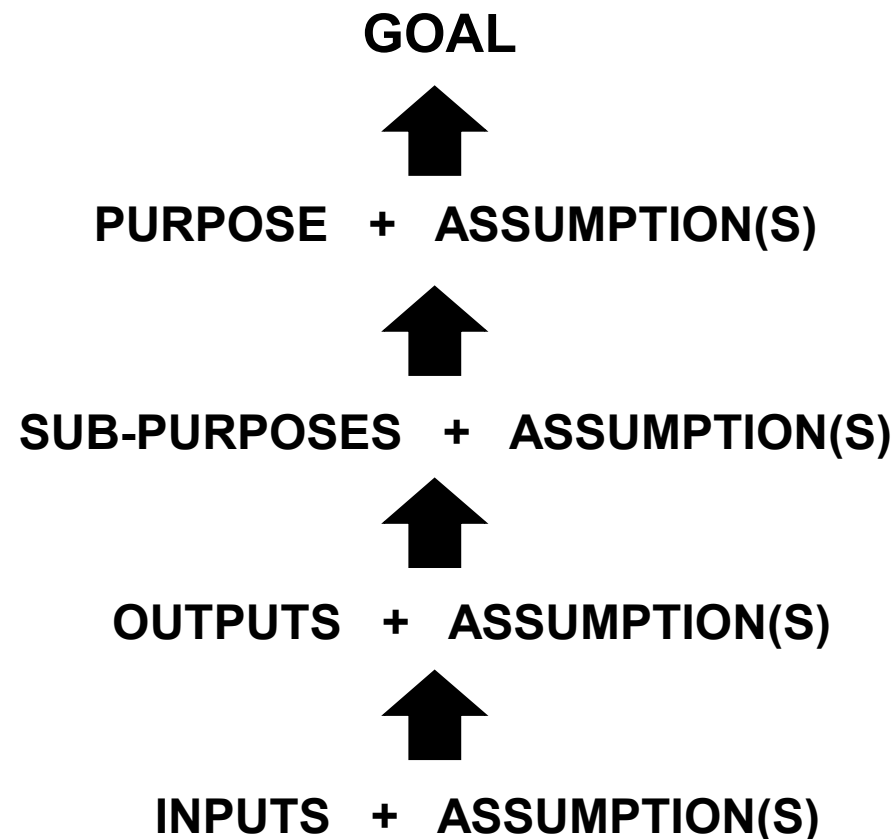 GOAL
PURPOSE + ASSUMPTION(S)
SUB-PURPOSES + ASSUMPTION(S)
OUTPUTS + ASSUMPTION(S)
INPUTS + ASSUMPTION(S)